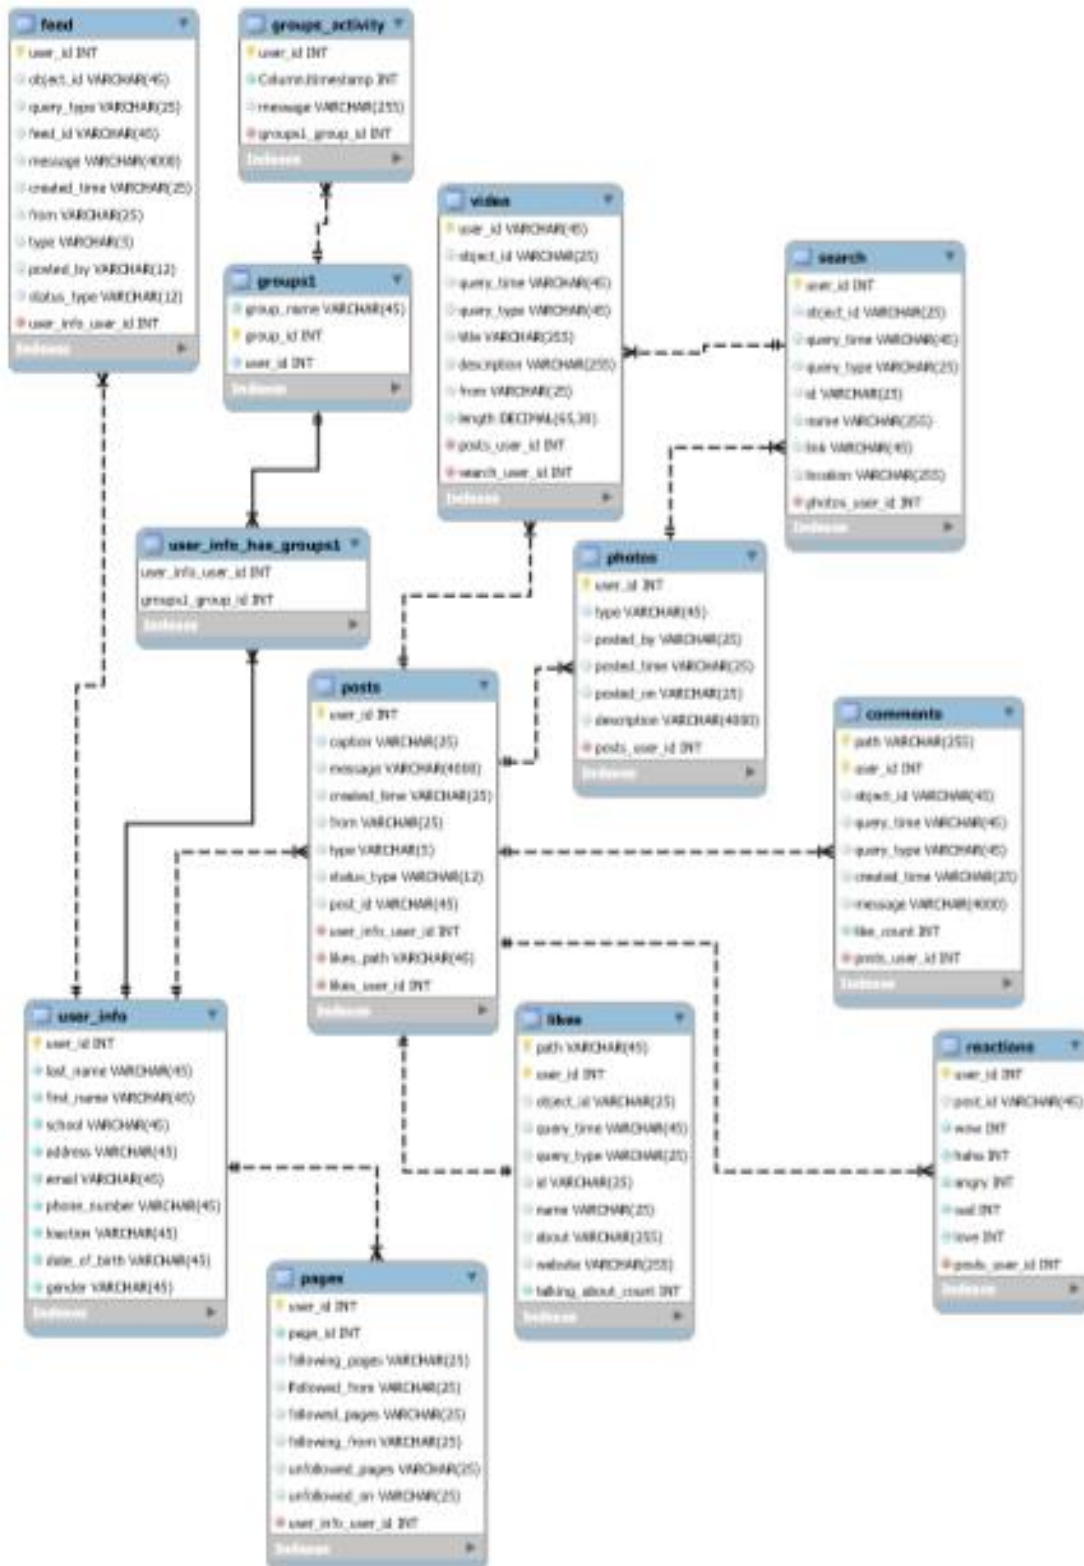 feed
user_id INT
object_id VARCHAR(45)
query_type VARCHAR(25)
feed_id VARCHAR(45)
message VARCHAR(4000)
created_time VARCHAR(25)
from VARCHAR(25)
type VARCHAR(5)
posted_by VARCHAR(12)
status_type VARCHAR(12)
user_info_user_id INT
Indexes
groups_activity
user_id INT
Column.timestamp INT
message VARCHAR(255)
groups1_group_id INT
Indexes
groups1
group_name VARCHAR(45)
group_id INT
user_id INT
Indexes
video
user_id VARCHAR(45)
object_id VARCHAR(25)
query_time VARCHAR(45)
query_type VARCHAR(45)
title VARCHAR(255)
description VARCHAR(255)
from VARCHAR(25)
length DECIMAL(65,30)
posts_user_id INT
search_user_id INT
Indexes
search
user_id INT
object_id VARCHAR(25)
query_time VARCHAR(45)
query_type VARCHAR(25)
id VARCHAR(25)
name VARCHAR(255)
link VARCHAR(45)
location VARCHAR(255)
photos_user_id INT
Indexes
user_info_has_groups1
user_info_user_id INT
groups1_group_id INT
Indexes
photos
user_id INT
type VARCHAR(45)
posted_by VARCHAR(25)
posted_time VARCHAR(25)
posted_on VARCHAR(25)
description VARCHAR(4000)
posts_user_id INT
Indexes
posts
user_id INT
caption VARCHAR(25)
message VARCHAR(4000)
created_time VARCHAR(25)
from VARCHAR(25)
type VARCHAR(5)
status_type VARCHAR(12)
post_id VARCHAR(45)
user_info_user_id INT
likes_path VARCHAR(45)
likes_user_id INT
Indexes
comments
path VARCHAR(255)
user_id INT
object_id VARCHAR(45)
query_time VARCHAR(45)
query_type VARCHAR(45)
created_time VARCHAR(25)
message VARCHAR(4000)
like_count INT
posts_user_id INT
Indexes
user_info
user_id INT
last_name VARCHAR(45)
first_name VARCHAR(45)
school VARCHAR(45)
address VARCHAR(45)
email VARCHAR(45)
phone_number VARCHAR(45)
VARCHAR(45)
date_of_birth VARCHAR(45)
gender VARCHAR(45)
Indexes
likes
path VARCHAR(45)
user_id INT
object_id VARCHAR(25)
query_time VARCHAR(45)
query_type VARCHAR(25)
id VARCHAR(25)
name VARCHAR(25)
about VARCHAR(255)
website VARCHAR(255)
talking_about_count INT
Indexes
reactions
user_id INT
post_id VARCHAR(45)
wow INT
haha INT
angry INT
sad INT
love INT
posts_user_id INT
Indexes
pages
user_id INT
page_id INT
following_pages VARCHAR(25)
VARCHAR(25)
followed_pages VARCHAR(25)
following_from VARCHAR(25)
unfollowed_pages VARCHAR(25)
unfollowed_on VARCHAR(25)
user_info_user_id INT
Indexes